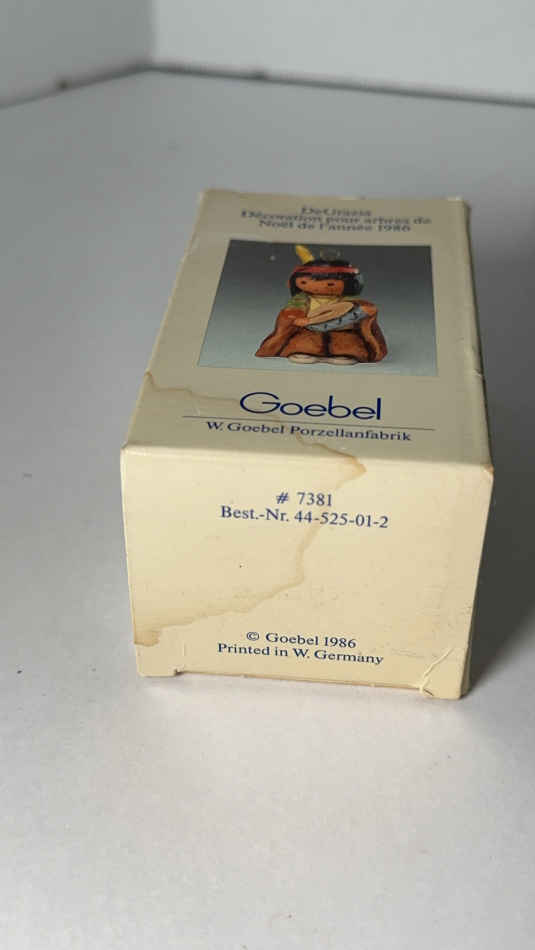 DeGrazia
Décoration pour arbres de
Noël de l'année 1986
Goebel
W. Goebel Porzellanfabrik
# 7381
Best.-Nr. 44-525-01-2
© Goebel 1986
Printed in W. Germany